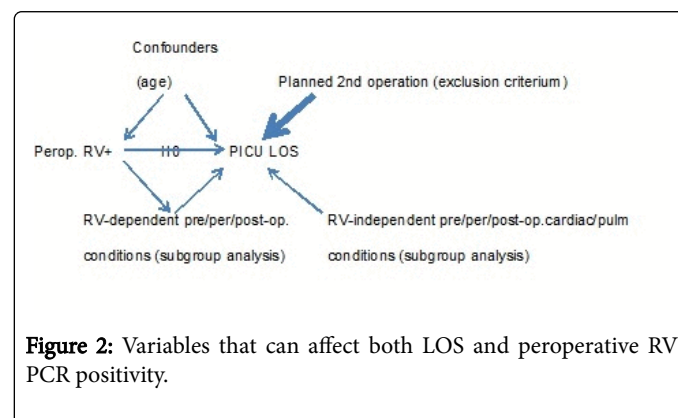 Confounders
(age)
Planned 2nd operation (exclusion criterium)
Perop. RV+ H0 PICU LOS
RV-dependent pre/per/post-op. RV-independent pre/per/post-op.cardiac/pulm
conditions (subgroup analysis) conditions (subgroup analysis)
Figure 2: Variables that can affect both LOS and peroperative RV
PCR positivity.